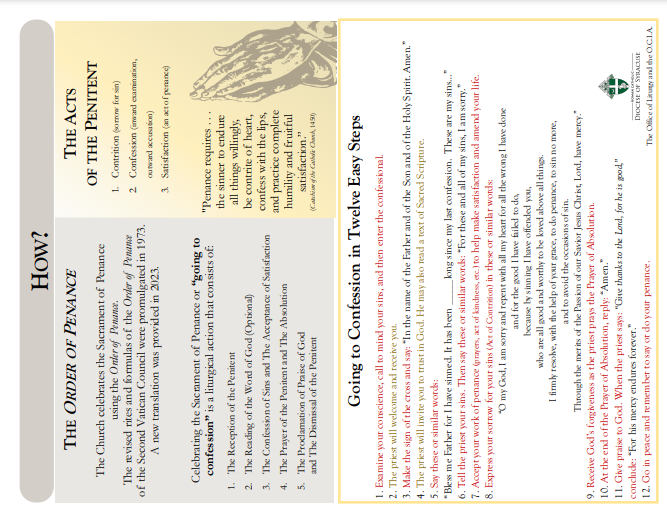 HOW?
THE ORDER OF PENANCE
The Church celebrates the Sacrament of Penance
using the Order of Penance.
The revised rites and formulas of the Order of Penance
of the Second Vatican Council were promulgated in 1973.
A new translation was provided in 2023.
Celebrating the Sacrament of Penance or "going to
confession" is a liturgical action that consists of:
1. The Reception of the Penitent
2. The Reading of the Word of God (Optional)
3. The Confession of Sins and The Acceptance of Satisfaction
4. The Prayer of the Penitent and The Absolution
5. The Proclamation of Praise of God
and The Dismissal of the Penitent
THE ACTS
OF THE PENITENT
1. Contrition (sorrow for sin)
2. Confession (inward examination,
outward accusation)
3. Satisfaction (an act of penance)
"Penance requires . . .
the sinner to endure
all things willingly,
be contrite of heart,
confess with the lips,
and practice complete
humility and fruitful
satisfaction."
(Catechism of the Catholic Church, 1450)
Going to Confession in Twelve Easy Steps
1. Examine your conscience, call to mind your sins, and then enter the confessional.
2. The priest will welcome and receive you.
3. Make the sign of the cross and say: "In the name of the Father and of the Son and of the Holy Spirit. Amen."
4. The priest will invite you to trust in God. He may also read a text of Sacred Scripture.
5. Say these or similar words:
"Bless me Father for I have sinned. It has been ____ long since my last confession. These are my sins..."
6. Tell the priest your sins. Then say these or similar words: "For these and all of my sins, I am sorry."
7. Accept your work of penance (prayers, act of kindness, etc.) to help make satisfaction and amend your life.
8. Express your sorrow for your sins (Act of Contrition) in these or similar words:
"O my God, I am sorry and repent with all my heart for all the wrong I have done
and for the good I have failed to do,
because by sinning I have offended you,
who are all good and worthy to be loved above all things.
I firmly resolve, with the help of your grace, to do penance, to sin no more,
and to avoid the occasions of sin.
Through the merits of the Passion of our Savior Jesus Christ, Lord, have mercy."
9. Receive God's forgiveness as the priest prays the Prayer of Absolution.
10. At the end of the Prayer of Absolution, reply: "Amen."
11. Give praise to God. When the priest says: "Give thanks to the Lord, for he is good,"
conclude: "For his mercy endures forever."
12. Go in peace and remember to say or do your penance.
DIOCESE OF SYRACUSE
The Office of Liturgy and the O.C.I.A.